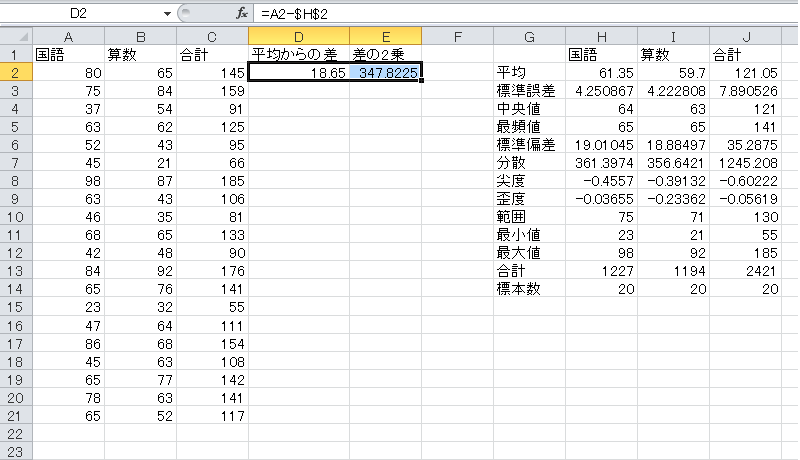 D2 fx =A2-$H$2
A B C D E F G H I J
1 国語 算数 合計 平均からの差 差の2乗 国語 算数 合計
2 80 65 145 18.65 347.8225 平均 61.35 59.7 121.05
3 75 84 159 標準誤差 4.250867 4.222808 7.890526
4 37 54 91 中央値 64 63 121
5 63 62 125 最頻値 65 65 141
6 52 43 95 標準偏差 19.01045 18.88497 35.2875
7 45 21 66 分散 361.3974 356.6421 1245.208
8 98 87 185 尖度 -0.4557 -0.39132 -0.60222
9 63 43 106 歪度 -0.03655 -0.23362 -0.05619
10 46 35 81 範囲 75 71 130
11 68 65 133 最小値 23 21 55
12 42 48 90 最大値 98 92 185
13 84 92 176 合計 1227 1194 2421
14 65 76 141 標本数 20 20 20
15 23 32 55
16 47 64 111
17 86 68 154
18 45 63 108
19 65 77 142
20 78 63 141
21 65 52 117
22
23